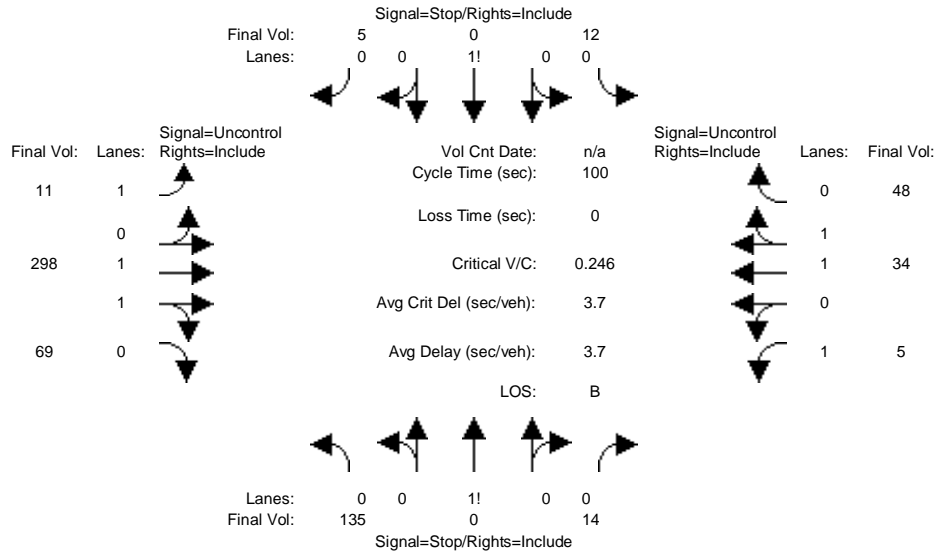 Signal=Stop/Rights=Include
Final Vol: 5 0 12
Lanes: 0 0 1! 0 0
Signal=Uncontrol Signal=Uncontrol
Final Vol: Lanes: Rights=Include Vol Cnt Date: n/a Rights=Include Lanes: Final Vol:
Cycle Time (sec): 100
11 1 0 48
Loss Time (sec): 0
0 1
298 1 Critical V/C: 0.246 1 34
1 Avg Crit Del (sec/veh): 3.7 0
69 0 Avg Delay (sec/veh): 3.7 1 5
LOS: B
Lanes: 0 0 1! 0 0
Final Vol: 135 0 14
Signal=Stop/Rights=Include